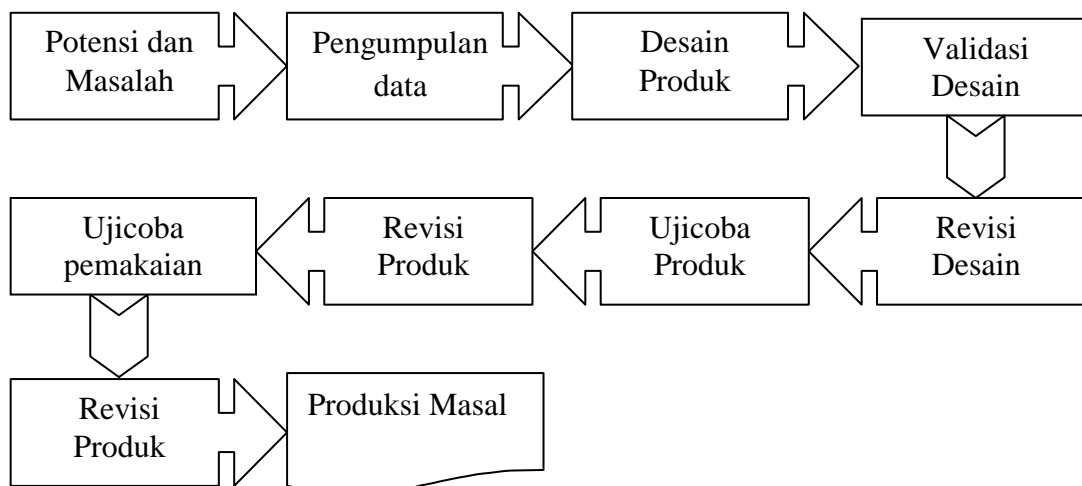 Potensi dan
Masalah
Pengumpulan
data
Desain
Produk
Validasi
Desain
Revisi
Desain
Ujicoba
Produk
Revisi
Produk
Ujicoba
pemakaian
Revisi
Produk
Produksi Masal